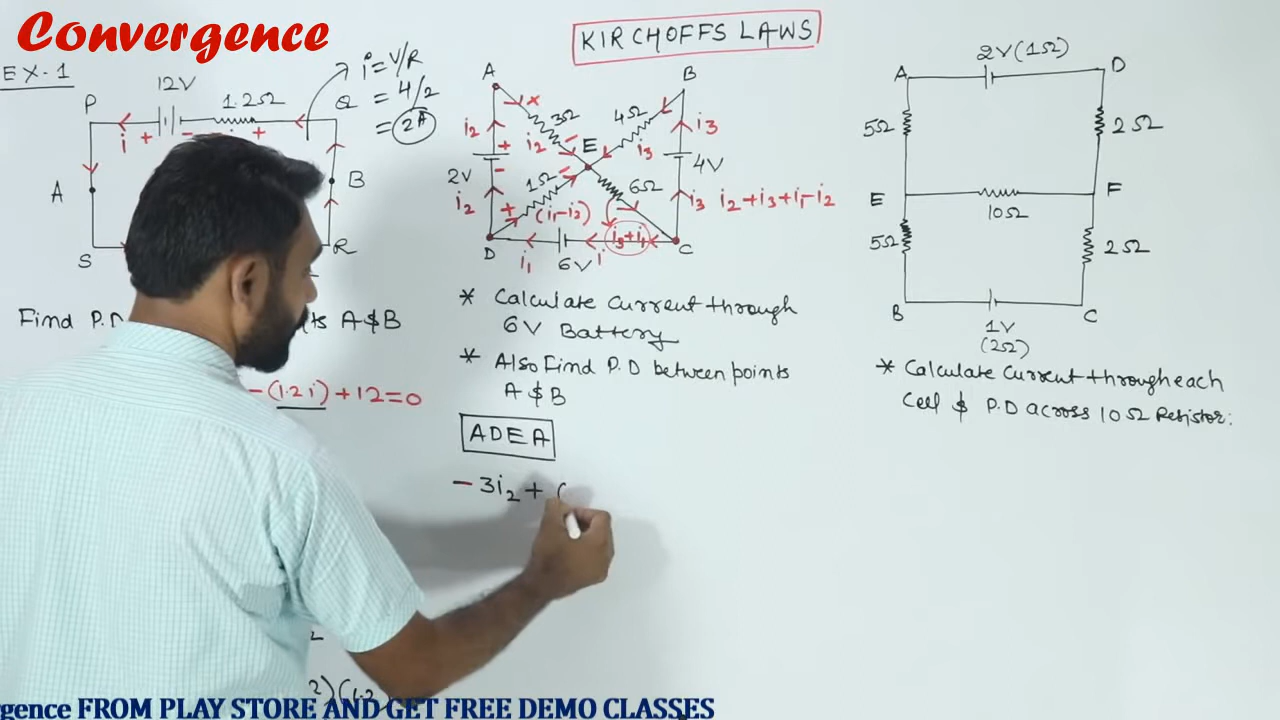 Convergence
KIRCHOFFS LAWS
EX-1
12V
1.2Ω
P
Q
i
+
+
A
B
S
R
i = V/R
= 4/2
= 2A
Find P.D
A $ B
-(1.2i) + 12 = 0
2)(1.2
A
B
3Ω
4Ω
E
i2
i2
i3
i3
2V
4V
1Ω
6Ω
i2
(i1-i2)
i3
i2+i3+i1-i2
i3+i1
D
C
i1
6V
i
* Calculate current through
6V Battery
* Also Find P.D between points
A $ B
ADEA
- 3i2 + (
2V(1Ω)
A
D
5Ω
2Ω
E
F
10Ω
5Ω
2Ω
B
C
1V
(2Ω)
* Calculate current through each
Cell $ P.D across 10Ω Resistor:
gence FROM PLAY STORE AND GET FREE DEMO CLASSES